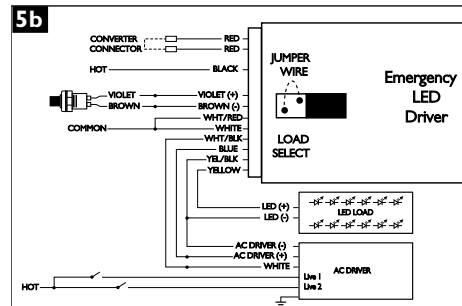 5b
CONVERTER CONNECTOR
RED
RED
HOT
BLACK
VIOLET
VIOLET (+)
BROWN
BROWN (-)
WHT/RED
COMMON
WHITE
WHT/BLK
BLUE
YEL/BLK
YELLOW
JUMPER WIRE
LOAD SELECT
Emergency LED Driver
LED (+)
LED (-)
LED LOAD
AC DRIVER (-)
AC DRIVER (+)
WHITE
HOT
Live 1
Live 2
AC DRIVER